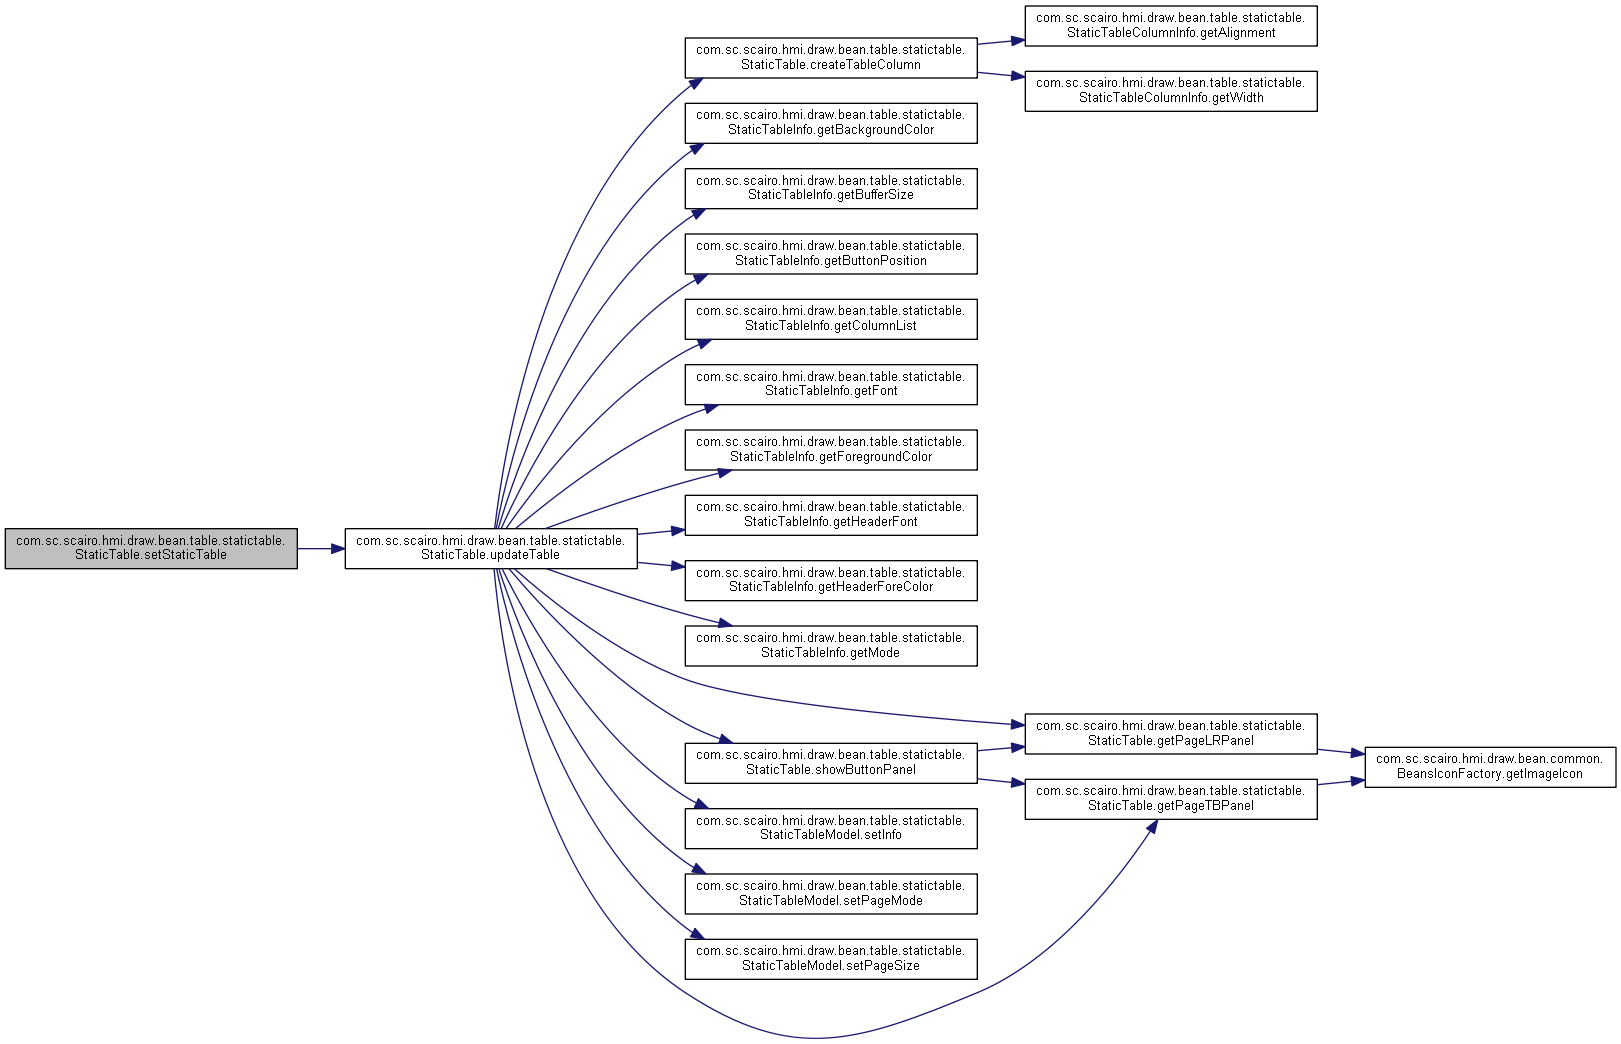 com.sc.scairo.hmi.draw.bean.table.statictable.
StaticTable.setStaticTable
com.sc.scairo.hmi.draw.bean.table.statictable.
StaticTable.updateTable
com.sc.scairo.hmi.draw.bean.table.statictable.
StaticTable.createTableColumn
com.sc.scairo.hmi.draw.bean.table.statictable.
StaticTableInfo.getBackgroundColor
com.sc.scairo.hmi.draw.bean.table.statictable.
StaticTableInfo.getBufferSize
com.sc.scairo.hmi.draw.bean.table.statictable.
StaticTableInfo.getButtonPosition
com.sc.scairo.hmi.draw.bean.table.statictable.
StaticTableInfo.getColumnList
com.sc.scairo.hmi.draw.bean.table.statictable.
StaticTableInfo.getFont
com.sc.scairo.hmi.draw.bean.table.statictable.
StaticTableInfo.getForegroundColor
com.sc.scairo.hmi.draw.bean.table.statictable.
StaticTableInfo.getHeaderFont
com.sc.scairo.hmi.draw.bean.table.statictable.
StaticTableInfo.getHeaderForeColor
com.sc.scairo.hmi.draw.bean.table.statictable.
StaticTableInfo.getMode
com.sc.scairo.hmi.draw.bean.table.statictable.
StaticTable.showButtonPanel
com.sc.scairo.hmi.draw.bean.table.statictable.
StaticTableModel.setInfo
com.sc.scairo.hmi.draw.bean.table.statictable.
StaticTableModel.setPageMode
com.sc.scairo.hmi.draw.bean.table.statictable.
StaticTableModel.setPageSize
com.sc.scairo.hmi.draw.bean.table.statictable.
StaticTableColumnInfo.getAlignment
com.sc.scairo.hmi.draw.bean.table.statictable.
StaticTableColumnInfo.getWidth
com.sc.scairo.hmi.draw.bean.table.statictable.
StaticTable.getPageLRPanel
com.sc.scairo.hmi.draw.bean.table.statictable.
StaticTable.getPageTBPanel
com.sc.scairo.hmi.draw.bean.common.
BeansIconFactory.getImageIcon